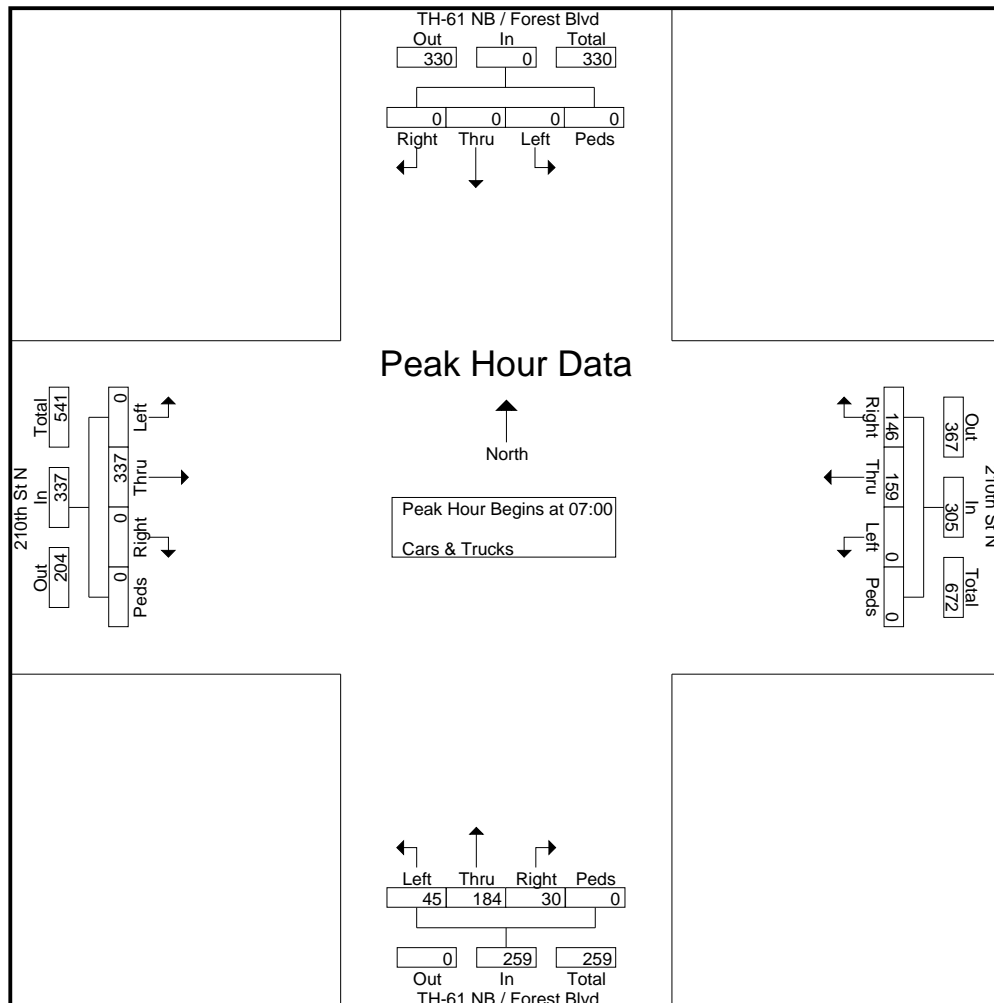 TH-61 NB / Forest Blvd
Out In Total
330 0 330
0 0 0 0
Right Thru Left Peds
Peak Hour Data
North
Peak Hour Begins at 07:00
Cars & Trucks
210th St N
Total In Out
541 337 204
0 337 0 0
Left Thru Right Peds
Right Thru Left Peds
146 159 0 0
Out In Total
367 305 672
210th St N
Left Thru Right Peds
45 184 30 0
0 259 259
Out In Total
TH-61 NB / Forest Blvd